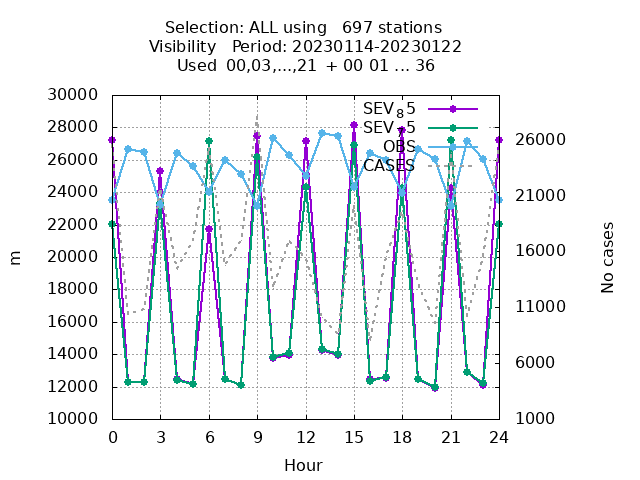 Selection: ALL using 697 stations
Visibility Period: 20230114-20230122
Used 00,03,...,21 + 00 01 ... 36
30000
28000
26000
24000
22000
20000
18000
16000
14000
12000
10000
m
SEV₈5
SEV_5
OBS
CASES
26000
21000
16000
11000
6000
1000
No cases
0 3 6 9 12 15 18 21 24
Hour